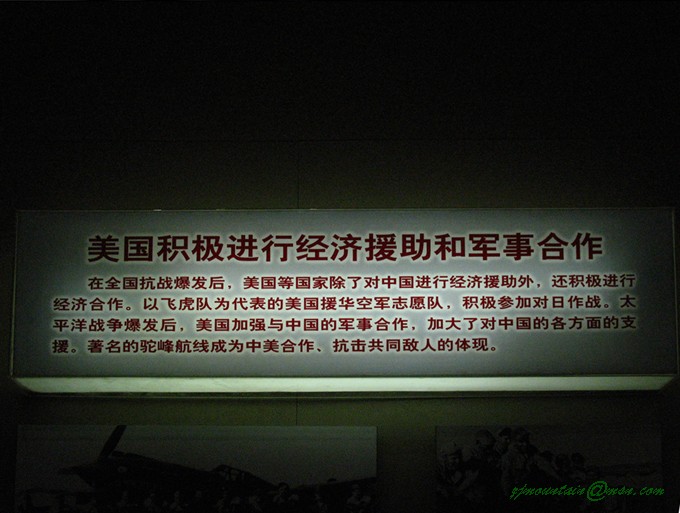 美国积极进行经济援助和军事合作
在全国抗战爆发后，美国等国家除了对中国进行经济援助外，还积极进行
经济合作。以飞虎队为代表的美国援华空军志愿队，积极参加对日作战。太
平洋战争爆发后，美国加强与中国的军事合作，加大了对中国的各方面的支
援。著名的驼峰航线成为中美合作、抗击共同敌人的体现。
yjmountain@msn.com